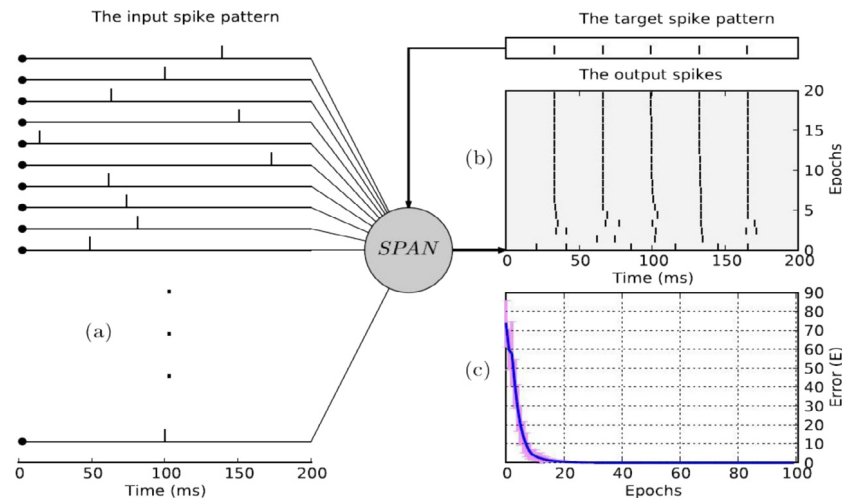 The input spike pattern
The target spike pattern
The output spikes
(b)
20
15
10
5
0
Epochs
0 50 100 150 200
Time (ms)
SPAN
(a)
0 50 100 150 200
Time (ms)
(c)
90
80
70
60
50
40
30
20
10
0
Error (E)
0 20 40 60 80 100
Epochs